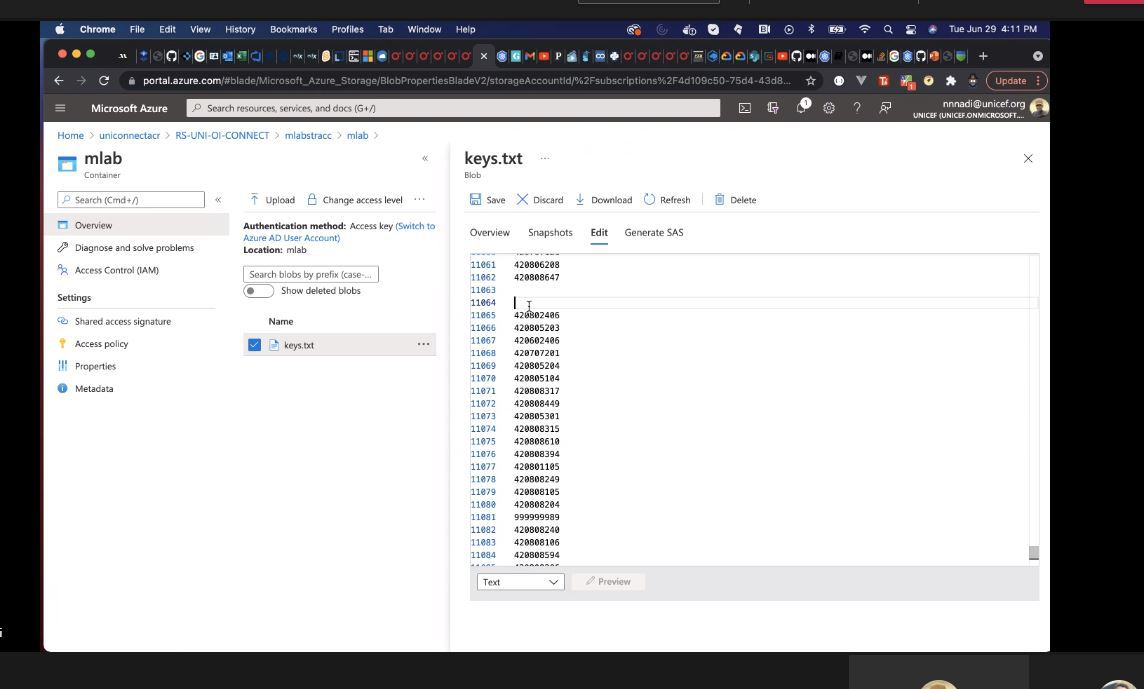 Chrome File Edit View History Bookmarks Profiles Tab Window Help Tue Jun 29 4:11 PM
portal.azure.com/#blade/Microsoft_Azure_Storage/BlobPropertiesBladeV2/storageAccountId/%2Fsubscriptions%2F4d109c50-75d4-43d8... Update
Microsoft Azure
Search resources, services, and docs (G+/)
1
nnnadi@unicef.org
UNICEF (UNICEF.ONMICROSOFT....
Home > uniconnectacr > RS-UNI-OI-CONNECT > mlabstracc > mlab >
mlab
Container
Search (Cmd+/)
Overview
Diagnose and solve problems
Access Control (IAM)
Settings
Shared access signature
Access policy
Properties
Metadata
Upload Change access level ...
Authentication method: Access key (Switch to
Azure AD User Account)
Location: mlab
Search blobs by prefix (case-...
Show deleted blobs
Name
keys.txt ...
keys.txt ...
Blob
Save Discard Download Refresh Delete
Overview Snapshots Edit Generate SAS
11061 420806208
11062 420808647
11063
11064
11065 420802406
11066 420805203
11067 420602406
11068 420707201
11069 420805204
11070 420805104
11071 420808317
11072 420808449
11073 420805301
11074 420808315
11075 420808610
11076 420808394
11077 420801105
11078 420808249
11079 420808105
11080 420808204
11081 999999989
11082 420808240
11083 420808106
11084 420808594
Text
Preview